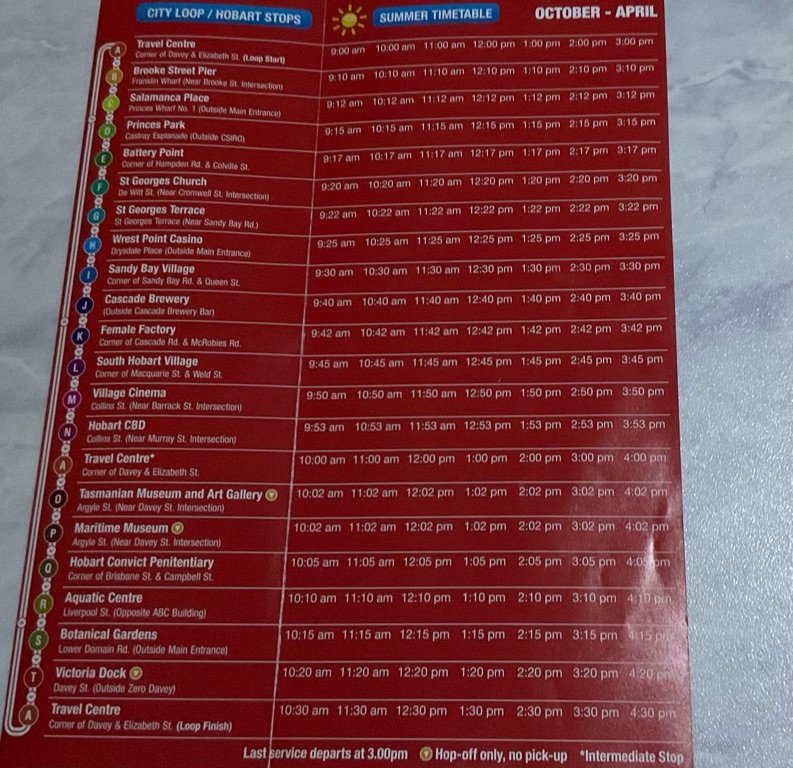 CITY LOOP / HOBART STOPS SUMMER TIMETABLE OCTOBER - APRIL
A Travel Centre 9:00 am 10:00 am 11:00 am 12:00 pm 1:00 pm 2:00 pm 3:00 pm
Corner of Davey & Elizabeth St. (Loop Start)
B Brooke Street Pier 9:10 am 10:10 am 11:10 am 12:10 pm 1:10 pm 2:10 pm 3:10 pm
Franklin Wharf (Near Brooke St. Intersection)
C Salamanca Place 9:12 am 10:12 am 11:12 am 12:12 pm 1:12 pm 2:12 pm 3:12 pm
Princes Wharf No. 1 (Outside Main Entrance)
D Princes Park 9:15 am 10:15 am 11:15 am 12:15 pm 1:15 pm 2:15 pm 3:15 pm
Castray Esplanade (Outside CSIRO)
E Battery Point 9:17 am 10:17 am 11:17 am 12:17 pm 1:17 pm 2:17 pm 3:17 pm
Corner of Hampden Rd. & Colville St.
F St Georges Church 9:20 am 10:20 am 11:20 am 12:20 pm 1:20 pm 2:20 pm 3:20 pm
De Witt St. (Near Cromwell St. Intersection)
G St Georges Terrace 9:22 am 10:22 am 11:22 am 12:22 pm 1:22 pm 2:22 pm 3:22 pm
St Georges Terrace (Near Sandy Bay Rd.)
H Wrest Point Casino 9:25 am 10:25 am 11:25 am 12:25 pm 1:25 pm 2:25 pm 3:25 pm
Drysdale Place (Outside Main Entrance)
I Sandy Bay Village 9:30 am 10:30 am 11:30 am 12:30 pm 1:30 pm 2:30 pm 3:30 pm
Corner of Sandy Bay Rd. & Queen St.
J Cascade Brewery 9:40 am 10:40 am 11:40 am 12:40 pm 1:40 pm 2:40 pm 3:40 pm
(Outside Cascade Brewery Bar)
K Female Factory 9:42 am 10:42 am 11:42 am 12:42 pm 1:42 pm 2:42 pm 3:42 pm
Corner of Cascade Rd. & McRobies Rd.
L South Hobart Village 9:45 am 10:45 am 11:45 am 12:45 pm 1:45 pm 2:45 pm 3:45 pm
Corner of Macquarie St. & Weld St.
M Village Cinema 9:50 am 10:50 am 11:50 am 12:50 pm 1:50 pm 2:50 pm 3:50 pm
Collins St. (Near Barrack St. Intersection)
N Hobart CBD 9:53 am 10:53 am 11:53 am 12:53 pm 1:53 pm 2:53 pm 3:53 pm
Collins St. (Near Murray St. Intersection)
A Travel Centre* 10:00 am 11:00 am 12:00 pm 1:00 pm 2:00 pm 3:00 pm 4:00 pm
Corner of Davey & Elizabeth St.
O Tasmanian Museum and Art Gallery 10:02 am 11:02 am 12:02 pm 1:02 pm 2:02 pm 3:02 pm 4:02 pm
Argyle St. (Near Davey St. Intersection)
P Maritime Museum 10:02 am 11:02 am 12:02 pm 1:02 pm 2:02 pm 3:02 pm 4:02 pm
Argyle St. (Near Davey St. Intersection)
Q Hobart Convict Penitentiary 10:05 am 11:05 am 12:05 pm 1:05 pm 2:05 pm 3:05 pm 4:05 pm
Corner of Brisbane St. & Campbell St.
R Aquatic Centre 10:10 am 11:10 am 12:10 pm 1:10 pm 2:10 pm 3:10 pm 4:10 pm
Liverpool St. (Opposite ABC Building)
S Botanical Gardens 10:15 am 11:15 am 12:15 pm 1:15 pm 2:15 pm 3:15 pm 4:15 pm
Lower Domain Rd. (Outside Main Entrance)
T Victoria Dock 10:20 am 11:20 am 12:20 pm 1:20 pm 2:20 pm 3:20 pm 4:20 pm
Davey St. (Outside Zero Davey)
A Travel Centre 10:30 am 11:30 am 12:30 pm 1:30 pm 2:30 pm 3:30 pm 4:30 pm
Corner of Davey & Elizabeth St. (Loop Finish)
Last service departs at 3.00pm Hop-off only, no pick-up *Intermediate Stop